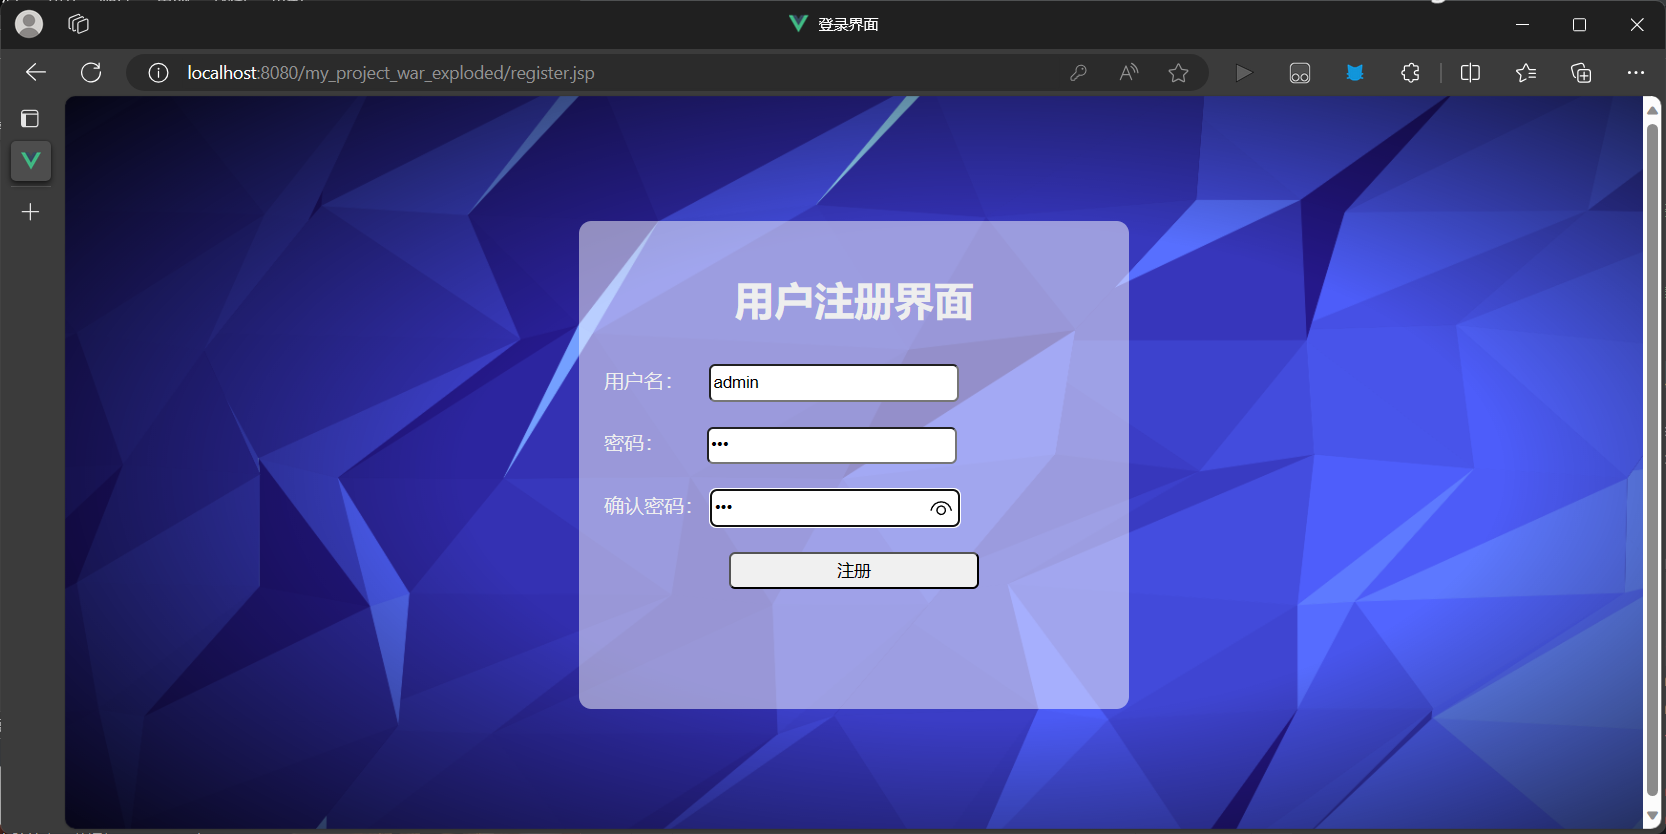 登录界面
localhost:8080/my_project_war_exploded/register.jsp
用户注册界面
用户名： admin
密码： •••
确认密码： •••
注册